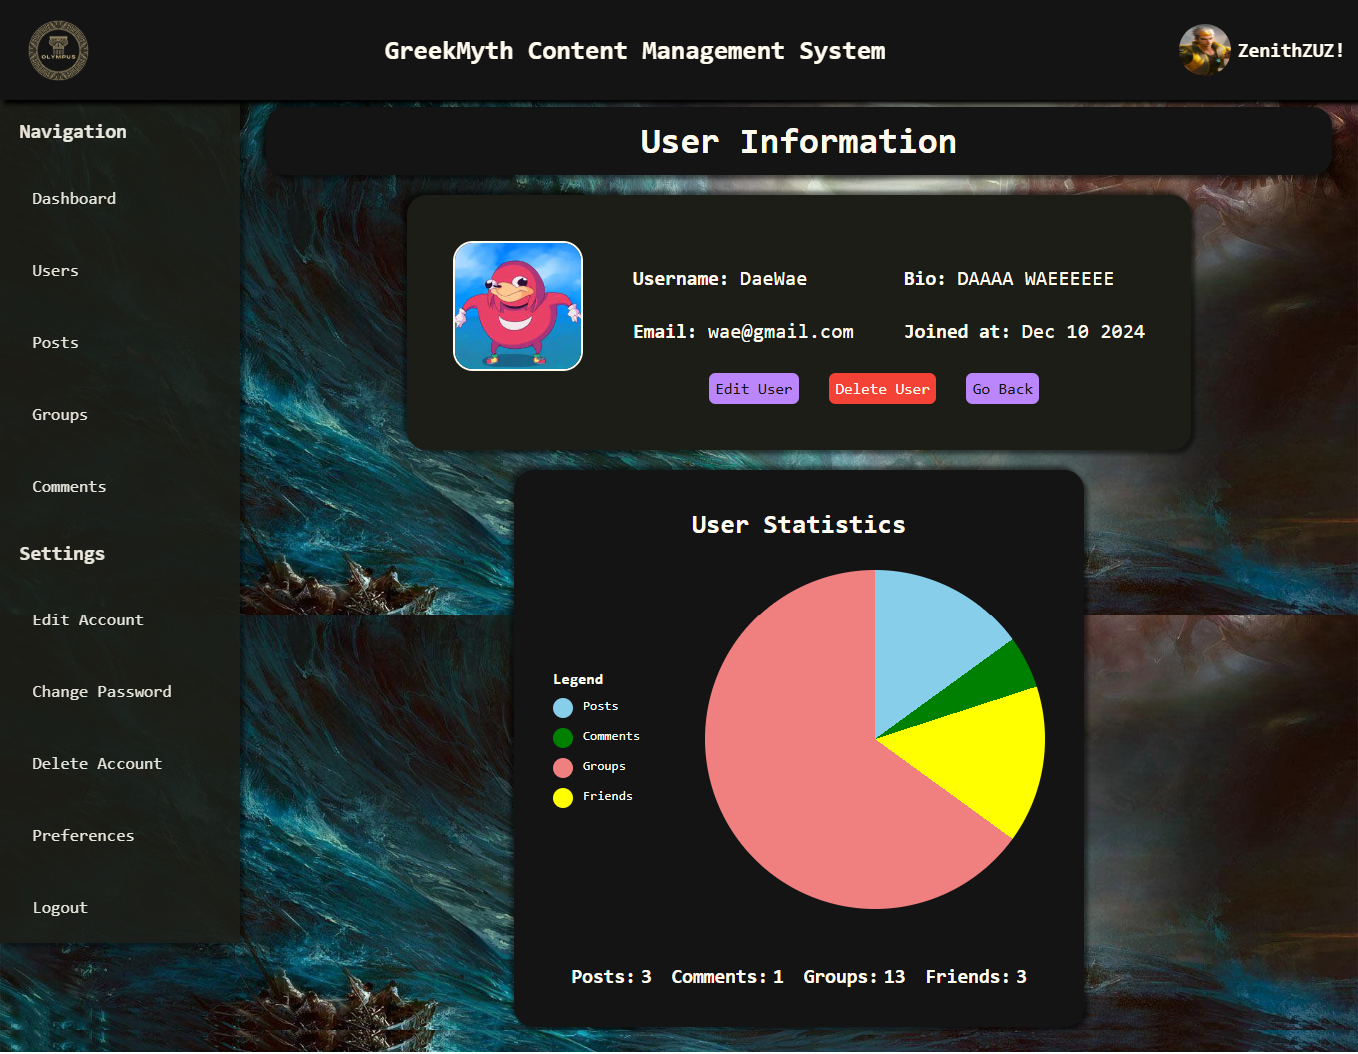 OLYMPUS
GreekMyth Content Management System
ZenithZUZ!
Navigation
Dashboard
Users
Posts
Groups
Comments
Settings
Edit Account
Change Password
Delete Account
Preferences
Logout
User Information
Username: DaeWae
Bio: DAAAA WAEEEEEE
Email: wae@gmail.com
Joined at: Dec 10 2024
Edit User
Delete User
Go Back
User Statistics
Legend
Posts
Comments
Groups
Friends
Posts: 3 Comments: 1 Groups: 13 Friends: 3